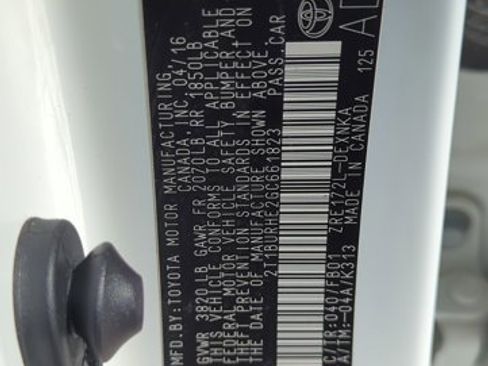 MFD.BY:TOYOTA MOTOR MANUFACTURING
CANADA, INC. 04/16
GVWR 3820LB GAWR FR 2070LB RR 1850LB
THIS VEHICLE CONFORMS TO ALL APPLICABLE
FEDERAL MOTOR VEHICLE SAFETY BUMPER, AND
THEFT PREVENTION STANDARDS IN EFFECT ON
THE DATE OF MANUFACTURE SHOWN ABOVE.
2T1BURHE2GC661823 PASS.CAR
C/TR:040/FB01 ZRE172L-DEXNKA
A/TM:-04A/K313 MADE IN CANADA 125
TOYOTA